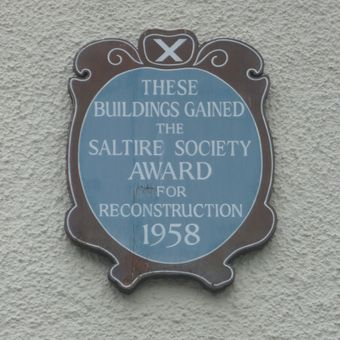 THESE
BUILDINGS GAINED
THE
SALTIRE SOCIETY
AWARD
FOR
RECONSTRUCTION
1958